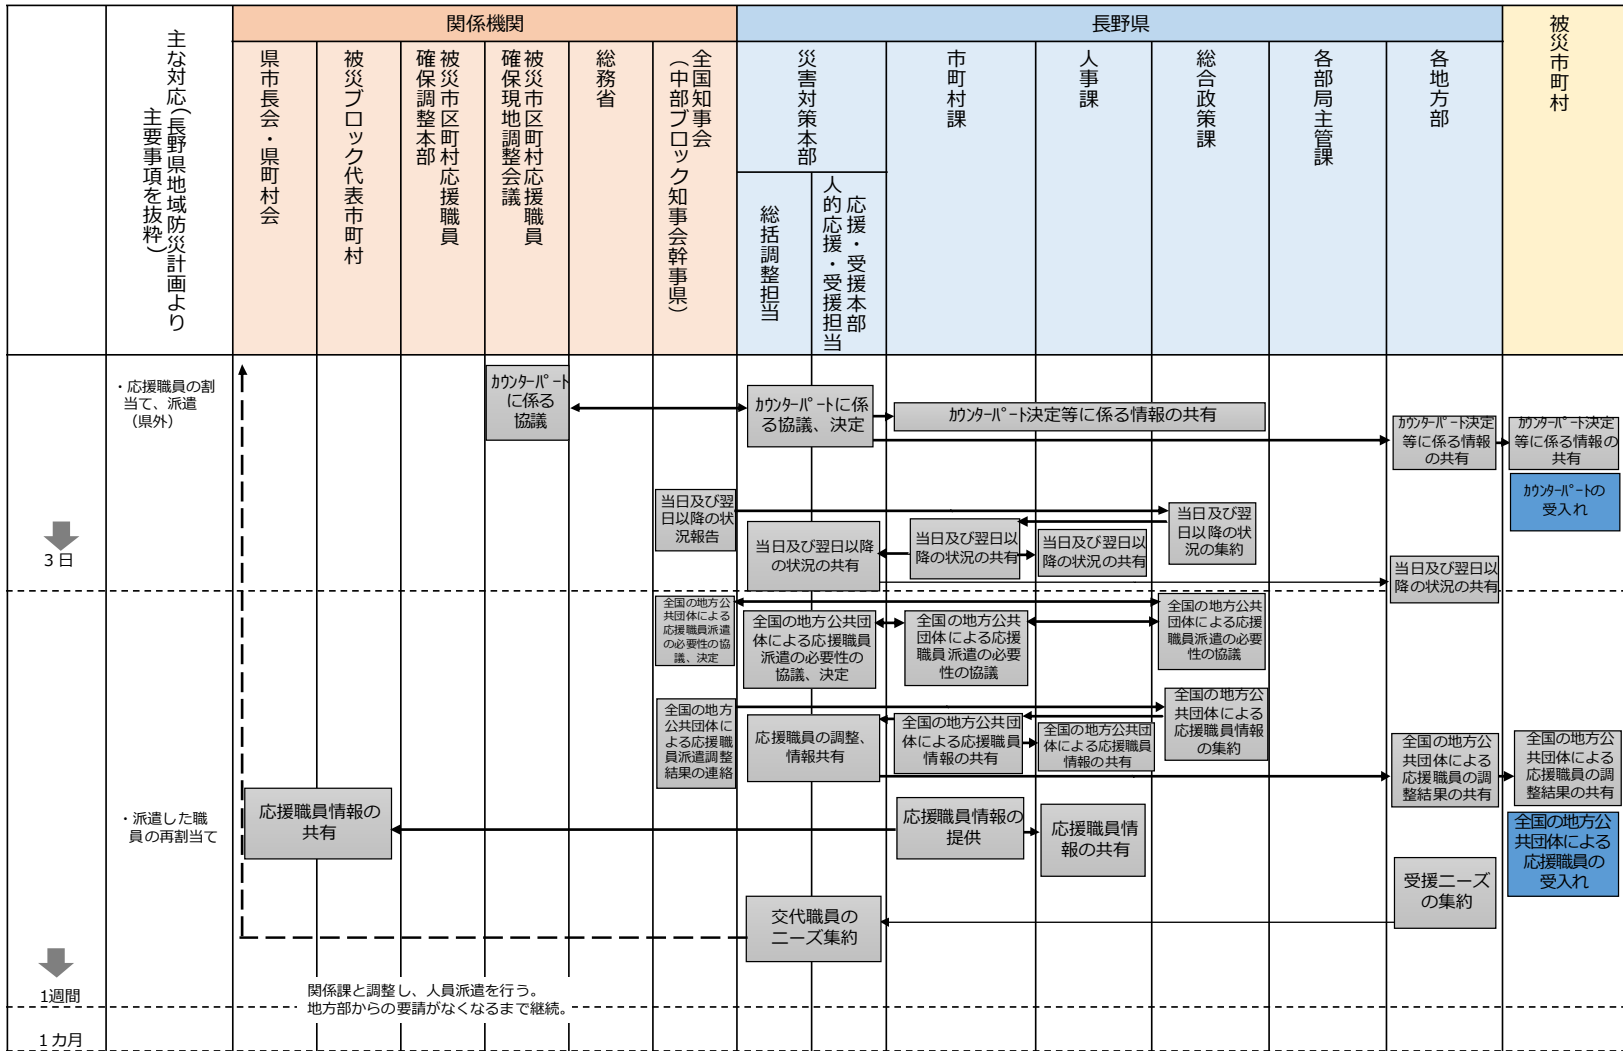 関係機関
長野県
被災市町村
主な対応（長野県地域防災計画より
主要事項を抜粋）
県市長会・県町村会
被災ブロック代表市町村
被災市区町村応援職員
確保調整本部
被災市区町村応援職員
確保現地調整会議
総務省
全国知事会
（中部ブロック知事会幹事県）
災害対策本部
総括調整担当
応援・受援本部
人的応援・受援担当
市町村課
人事課
総合政策課
各部局主管課
各地方部
・応援職員の割
当て、派遣
（県外）
ｶｳﾝﾀｰﾊﾟｰﾄ
に係る
協議
ｶｳﾝﾀｰﾊﾟｰﾄに係
る協議、決定
ｶｳﾝﾀｰﾊﾟｰﾄ決定等に係る情報の共有
ｶｳﾝﾀｰﾊﾟｰﾄ決定
等に係る情報
の共有
ｶｳﾝﾀｰﾊﾟｰﾄ決定
等に係る情報の
共有
ｶｳﾝﾀｰﾊﾟｰﾄの
受入れ
当日及び翌
日以降の状
況報告
当日及び翌日以降
の状況の共有
当日及び翌日以
降の状況の共有
当日及び翌日以
降の状況の共有
当日及び翌
日以降の状
況の集約
当日及び翌日以
降の状況の共有
3日
全国の地方公
共団体による
応援職員派遣
の必要性の協
議、決定
全国の地方公共団
体による応援職員
派遣の必要性の
協議、決定
全国の地方公共
団体による応援
職員派遣の必要
性の協議
全国の地方公共
団体による応援
職員派遣の必要
性の協議
全国の地方
公共団体に
よる応援職
員派遣調整
結果の連絡
応援職員の調整、
情報共有
全国の地方公共団
体による応援職員
情報の共有
全国の地方公共団
体による応援職員
情報の共有
全国の地方公
共団体による
応援職員情報
の集約
全国の地方公
共団体による
応援職員の調
整結果の共有
全国の地方公
共団体による
応援職員の調
整結果の共有
全国の地方公
共団体による
応援職員の
受入れ
・派遣した職
員の再割当て
応援職員情報の
共有
応援職員情報の
提供
応援職員情
報の共有
受援ニーズ
の集約
交代職員の
ニーズ集約
1週間
関係課と調整し、人員派遣を行う。
地方部からの要請がなくなるまで継続。
1カ月